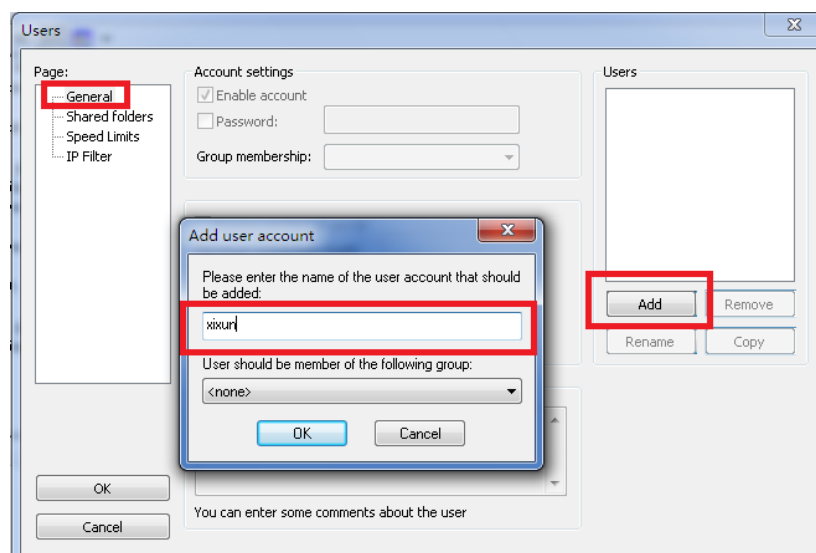 Users
Page:
General
Shared folders
Speed Limits
IP Filter
Account settings
Enable account
Password:
Group membership:
Users
Add
Remove
Rename
Copy
Add user account
Please enter the name of the user account that should
be added:
xixun
User should be member of the following group:
<none>
OK
Cancel
You can enter some comments about the user
OK
Cancel